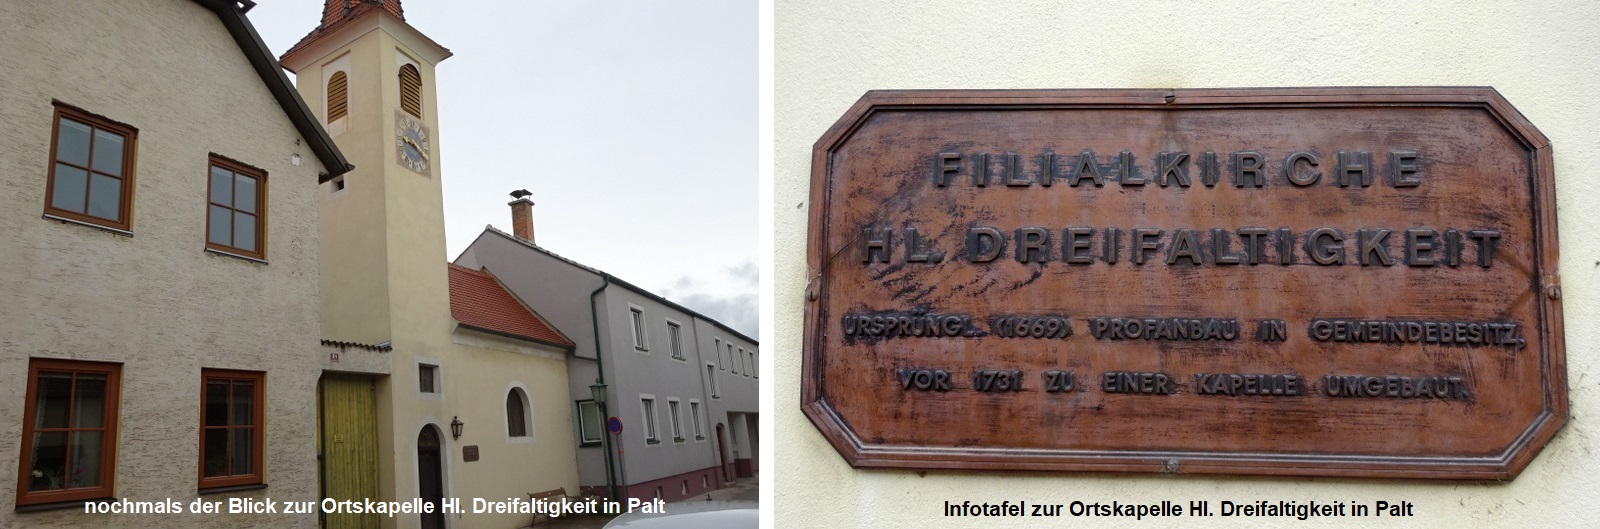 nochmals der Blick zur Ortskapelle Hl. Dreifaltigkeit in Palt
FILIALKIRCHE
HL. DREIFALTIGKEIT
URSPRÜNGL. (1669) PROFANBAU IN GEMEINDEBESITZ,
VOR 1731 ZU EINER KAPELLE UMGEBAUT.
Infotafel zur Ortskapelle Hl. Dreifaltigkeit in Palt